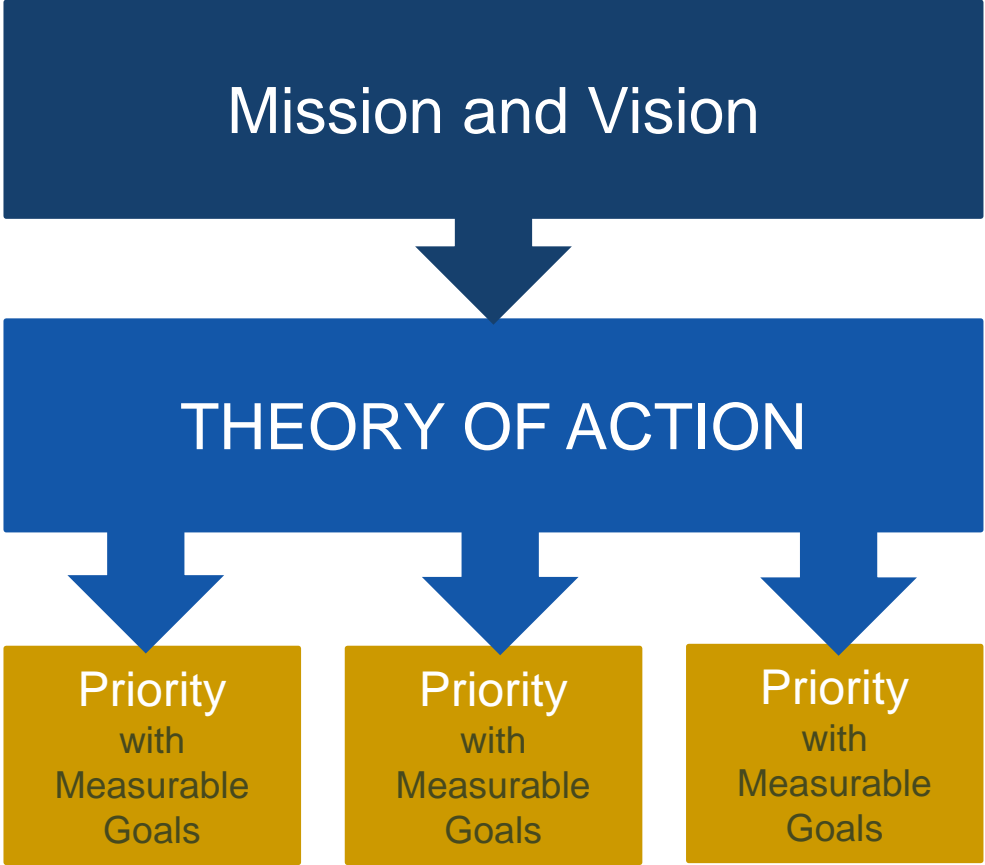 Mission and Vision
THEORY OF ACTION
Priority
with
Measurable
Goals
Priority
with
Measurable
Goals
Priority
with
Measurable
Goals